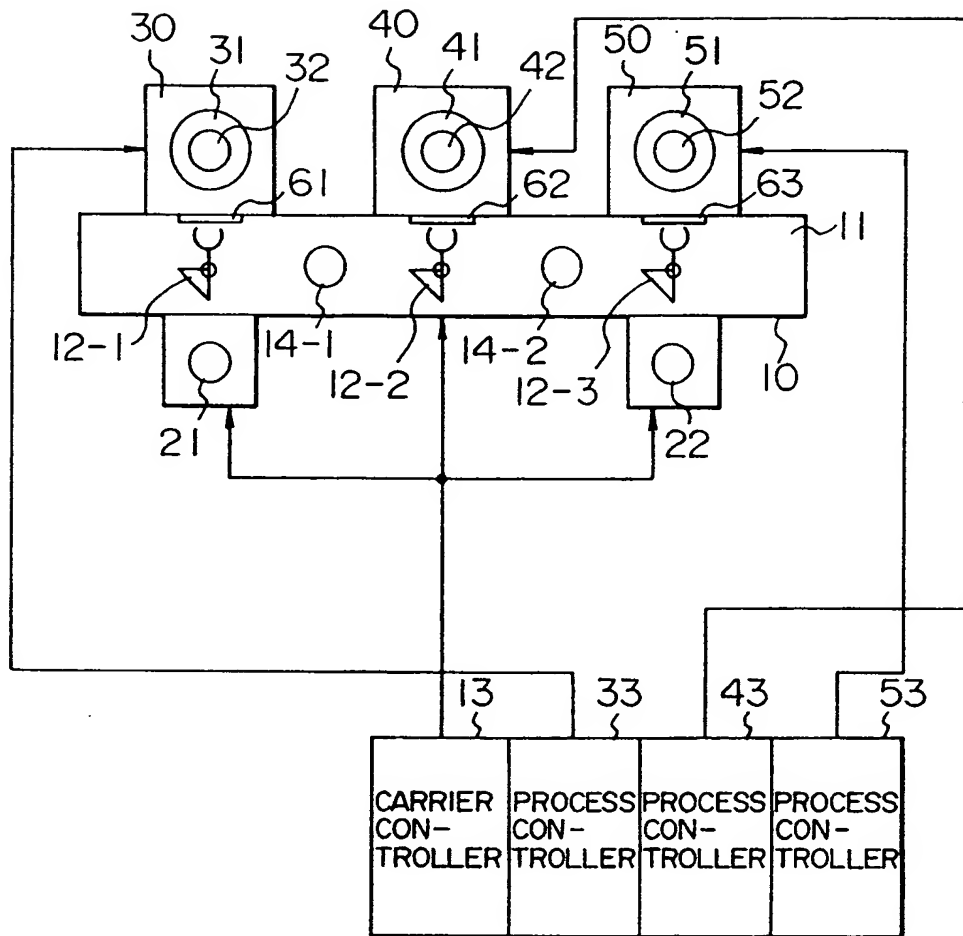 30 31 32 40 41 42 50 51 52
61 62 63 11
12-1 14-1 12-2 14-2 12-3 10
21 22
13 33 43 53
CARRIER CON- TROLLER
PROCESS CON- TROLLER
PROCESS CON- TROLLER
PROCESS CON- TROLLER